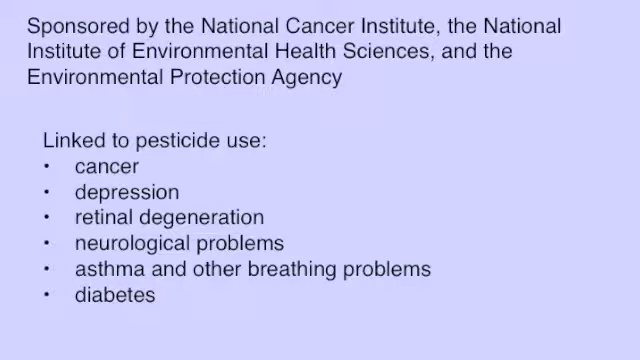 Sponsored by the National Cancer Institute, the National
Institute of Environmental Health Sciences, and the
Environmental Protection Agency
Linked to pesticide use:
• cancer
• depression
• retinal degeneration
• neurological problems
• asthma and other breathing problems
• diabetes